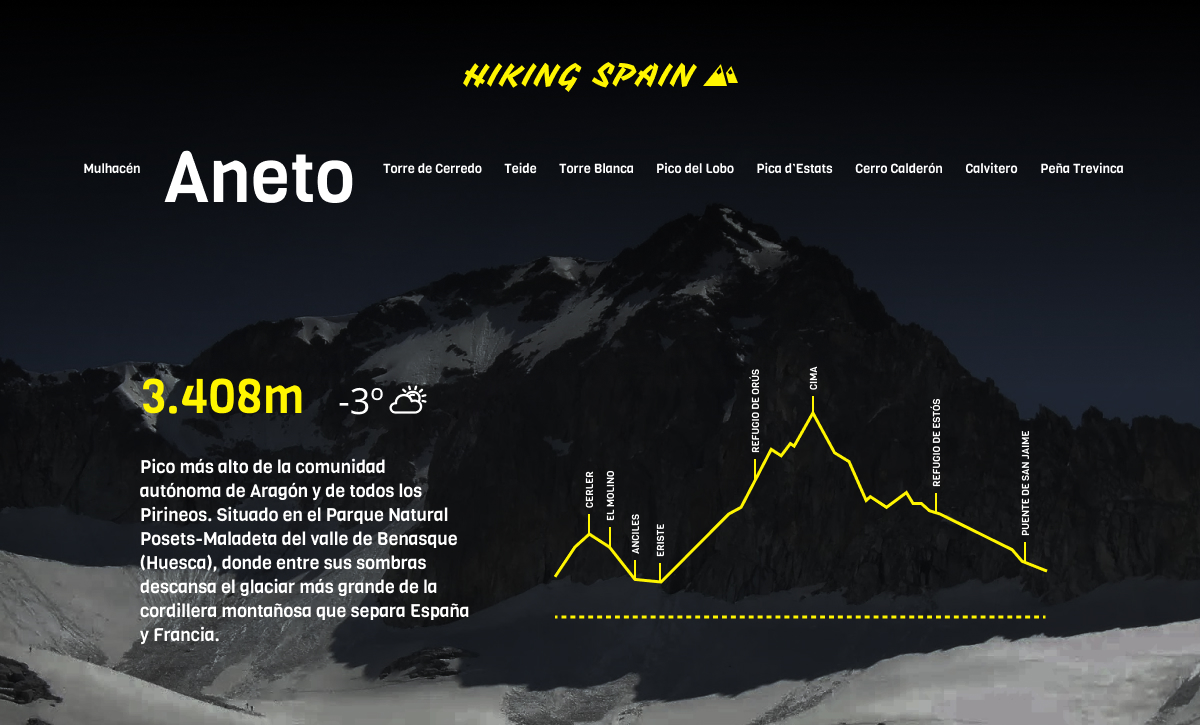 HIKING SPAIN
Mulhacén Aneto Torre de Cerredo Teide Torre Blanca Pico del Lobo Pica d`Estats Cerro Calderón Calvitero Peña Trevinca
3.408m -3º
Pico más alto de la comunidad
autónoma de Aragón y de todos los
Pirineos. Situado en el Parque Natural
Posets-Maladeta del valle de Benasque
(Huesca), donde entre sus sombras
descansa el glaciar más grande de la
cordillera montañosa que separa España
y Francia.
CERLER
EL MOLINO
ANCILES
ERISTE
REFUGIO DE ORÚS
CIMA
REFUGIO DE ESTÓS
PUENTE DE SAN JAIME